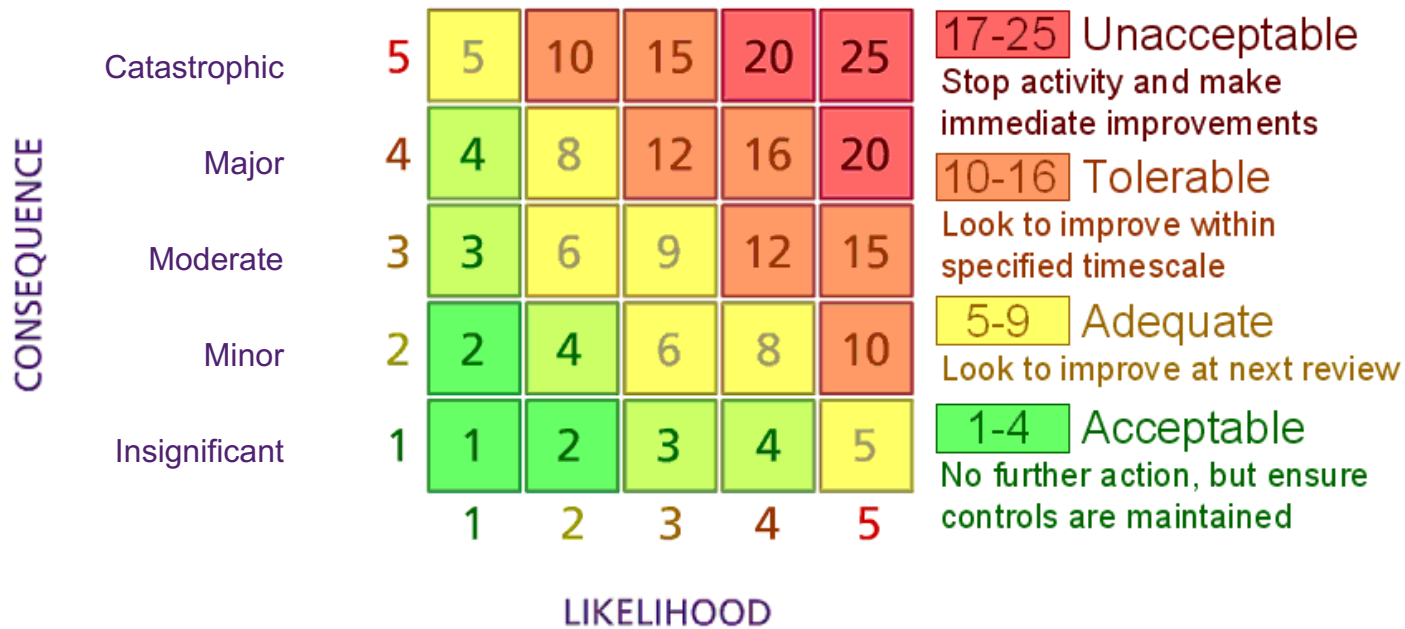 CONSEQUENCE
Catastrophic 5 5 10 15 20 25
Major 4 4 8 12 16 20
Moderate 3 3 6 9 12 15
Minor 2 2 4 6 8 10
Insignificant 1 1 2 3 4 5
1 2 3 4 5
LIKELIHOOD
17-25 Unacceptable
Stop activity and make
immediate improvements
10-16 Tolerable
Look to improve within
specified timescale
5-9 Adequate
Look to improve at next review
1-4 Acceptable
No further action, but ensure
controls are maintained